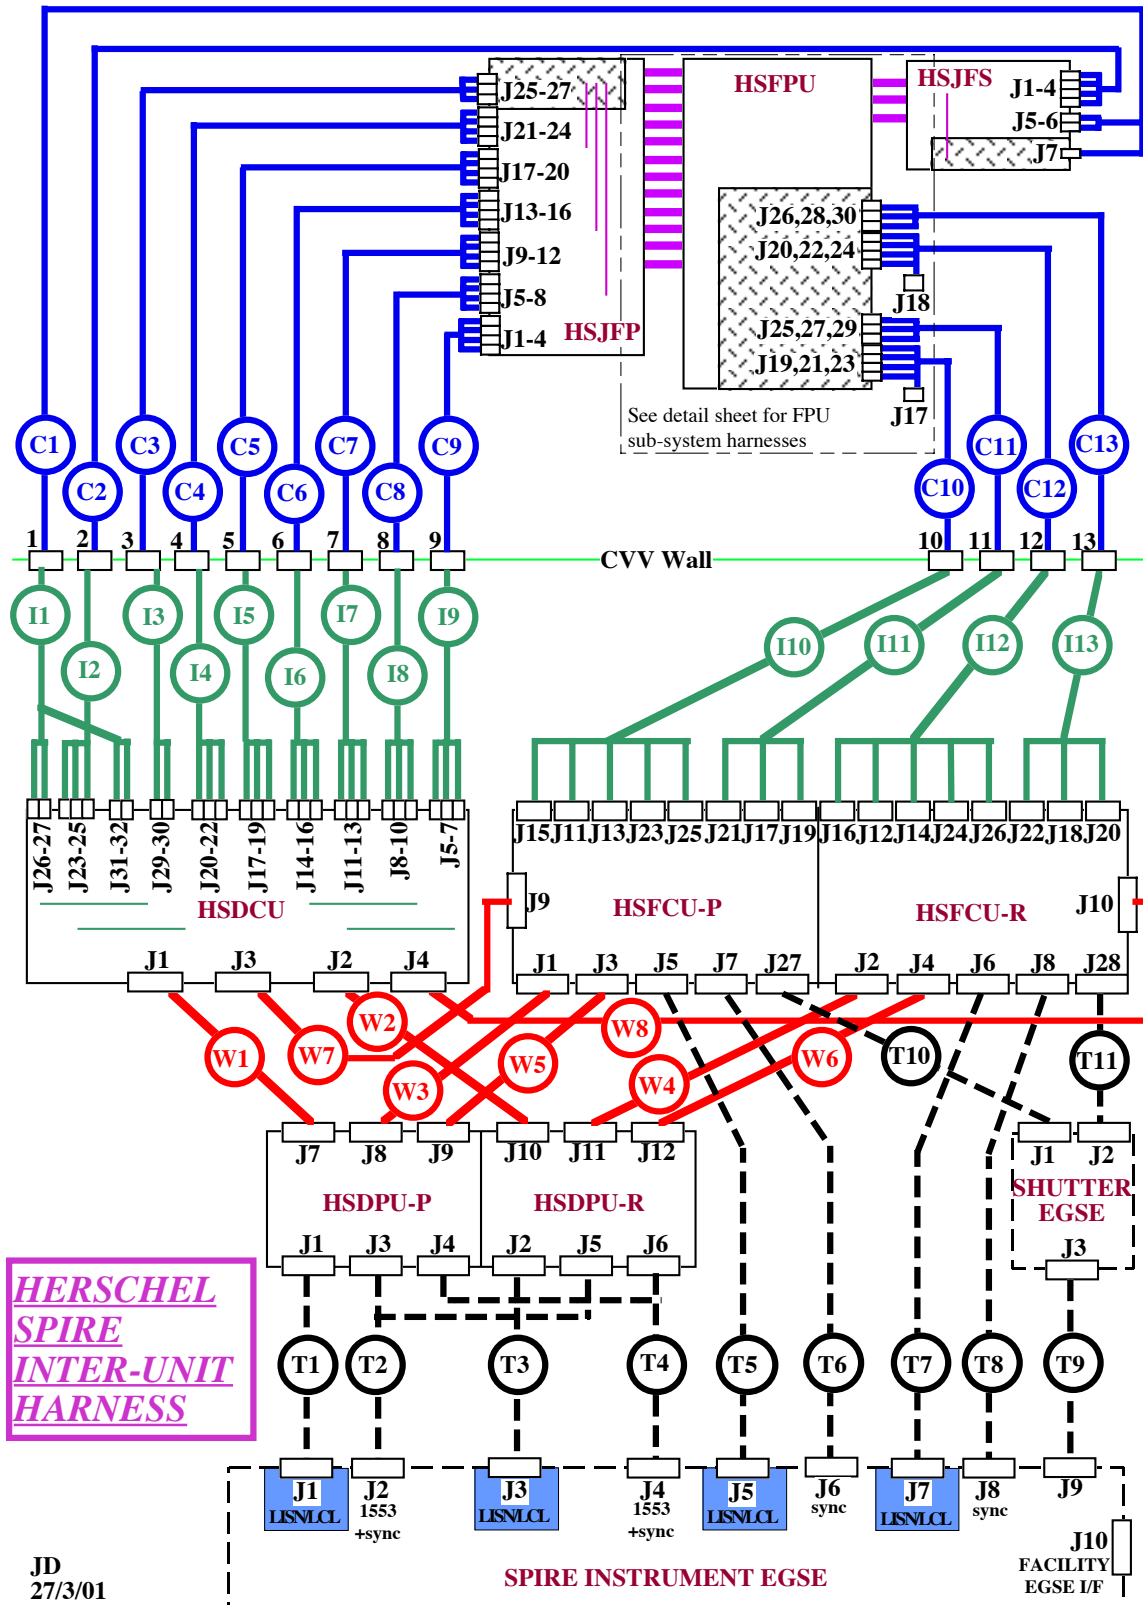 HSFPU
HSJFS
J25-27
J21-24
J17-20
J13-16
J9-12
J5-8
J1-4
HSJFP
J1-4
J5-6
J7
J26,28,30
J20,22,24
J18
J25,27,29
J19,21,23
J17
See detail sheet for FPU
sub-system harnesses
C1
C3
C5
C7
C9
C11
C13
C2
C4
C6
C8
C10
C12
1
2
3
4
5
6
7
8
9
10
11
12
13
CVV Wall
I1
I3
I5
I7
I9
I2
I4
I6
I8
I10
I11
I12
I13
J26-27
J23-25
J31-32
J29-30
J20-22
J17-19
J14-16
J11-13
J8-10
J5-7
HSDCU
J1
J3
J2
J4
J15
J11
J13
J23
J25
J21
J17
J19
J16
J12
J14
J24
J26
J22
J18
J20
J9
HSFCU-P
HSFCU-R
J10
J1
J3
J5
J7
J27
J2
J4
J6
J8
J28
W1
W7
W2
W3
W5
W8
W4
W6
T10
T11
J7
J8
J9
J10
J11
J12
HSDPU-P
HSDPU-R
J1
J3
J4
J2
J5
J6
J1
J2
SHUTTER
EGSE
J3
HERSCHEL
SPIRE
INTER-UNIT
HARNESS
T1
T2
T3
T4
T5
T6
T7
T8
T9
J1
LISN/LCL
J2
1553
+sync
J3
LISN/LCL
J4
1553
+sync
J5
LISN/LCL
J6
sync
J7
LISN/LCL
J8
sync
J9
J10
FACILITY
EGSE I/F
SPIRE INSTRUMENT EGSE
JD
27/3/01